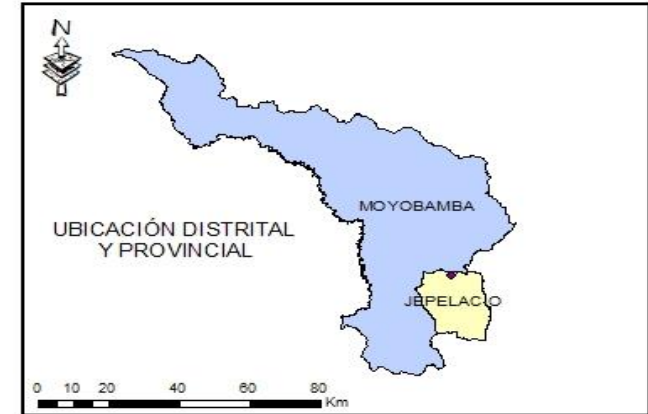 N
MOYOBAMBA
UBICACIÓN DISTRITAL
Y PROVINCIAL
JEPELACIO
0 10 20 40 60 80
Km